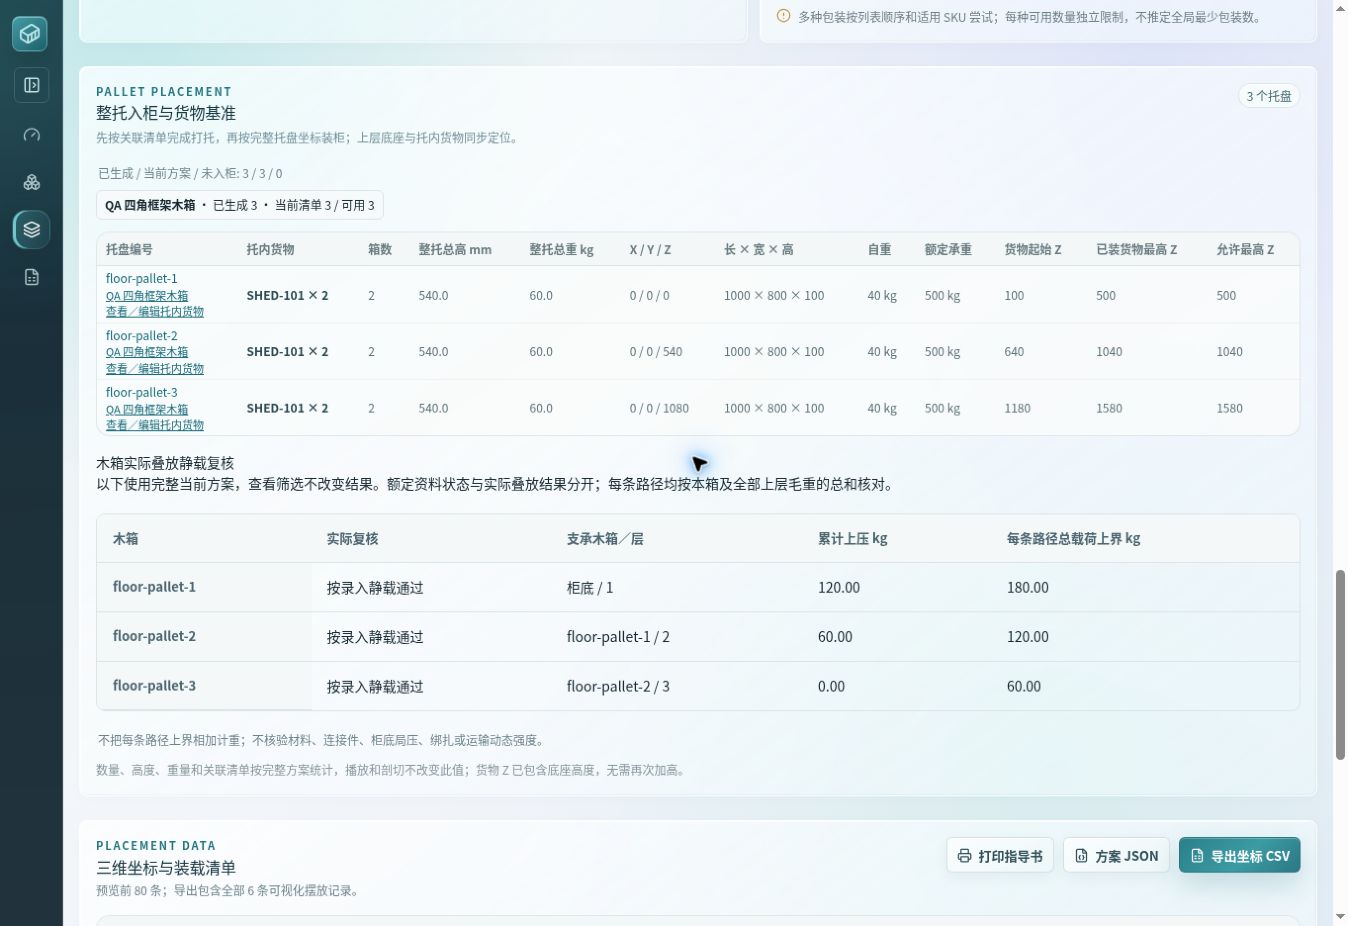 多种包装按列表顺序和适用 SKU 尝试；每种可用数量独立限制，不推定全局最少包装数。
PALLET PLACEMENT
整托入柜与货物基准
3 个托盘
先按关联清单完成打托，再按完整托盘坐标装柜；上层底座与托内货物同步定位。
已生成 / 当前方案 / 未入柜: 3 / 3 / 0
QA 四角框架木箱 · 已生成 3 · 当前清单 3 / 可用 3
托盘编号 托内货物 箱数 整托总高 mm 整托总重 kg X / Y / Z 长 × 宽 × 高 自重 额定承重 货物起始 Z 已装货物最高 Z 允许最高 Z
floor-pallet-1
QA 四角框架木箱
查看／编辑托内货物
SHED-101 × 2 2 540.0 60.0 0 / 0 / 0 1000 × 800 × 100 40 kg 500 kg 100 500 500
floor-pallet-2
QA 四角框架木箱
查看／编辑托内货物
SHED-101 × 2 2 540.0 60.0 0 / 0 / 540 1000 × 800 × 100 40 kg 500 kg 640 1040 1040
floor-pallet-3
QA 四角框架木箱
查看／编辑托内货物
SHED-101 × 2 2 540.0 60.0 0 / 0 / 1080 1000 × 800 × 100 40 kg 500 kg 1180 1580 1580
木箱实际叠放静载复核
以下使用完整当前方案，查看筛选不改变结果。额定资料状态与实际叠放结果分开；每条路径均按本箱及全部上层毛重的总和核对。
木箱 实际复核 支承木箱／层 累计上压 kg 每条路径总载荷上界 kg
floor-pallet-1 按录入静载通过 柜底 / 1 120.00 180.00
floor-pallet-2 按录入静载通过 floor-pallet-1 / 2 60.00 120.00
floor-pallet-3 按录入静载通过 floor-pallet-2 / 3 0.00 60.00
不把每条路径上界相加计重；不核验材料、连接件、柜底局压、绑扎或运输动态强度。
数量、高度、重量和关联清单按完整方案统计，播放和剖切不改变此值；货物 Z 已包含底座高度，无需再次加高。
PLACEMENT DATA
三维坐标与装载清单
预览前 80 条；导出包含全部 6 条可视化摆放记录。
打印指导书
方案 JSON
导出坐标 CSV